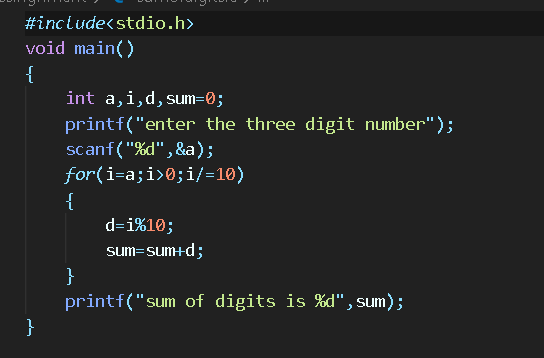 #include<stdio.h>
void main()
{
    int a,i,d,sum=0;
    printf("enter the three digit number");
    scanf("%d",&a);
    for(i=a;i>0;i/=10)
    {
        d=i%10;
        sum=sum+d;
    }
    printf("sum of digits is %d",sum);
}